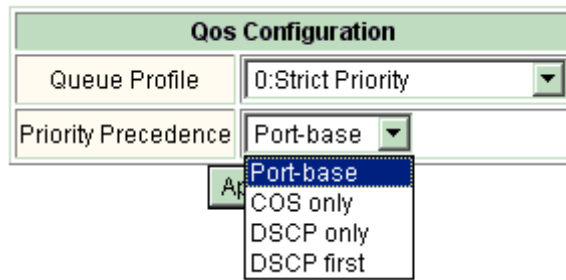 Qos Configuration
Queue Profile 0:Strict Priority
Priority Precedence Port-base
Port-base
COS only
DSCP only
DSCP first